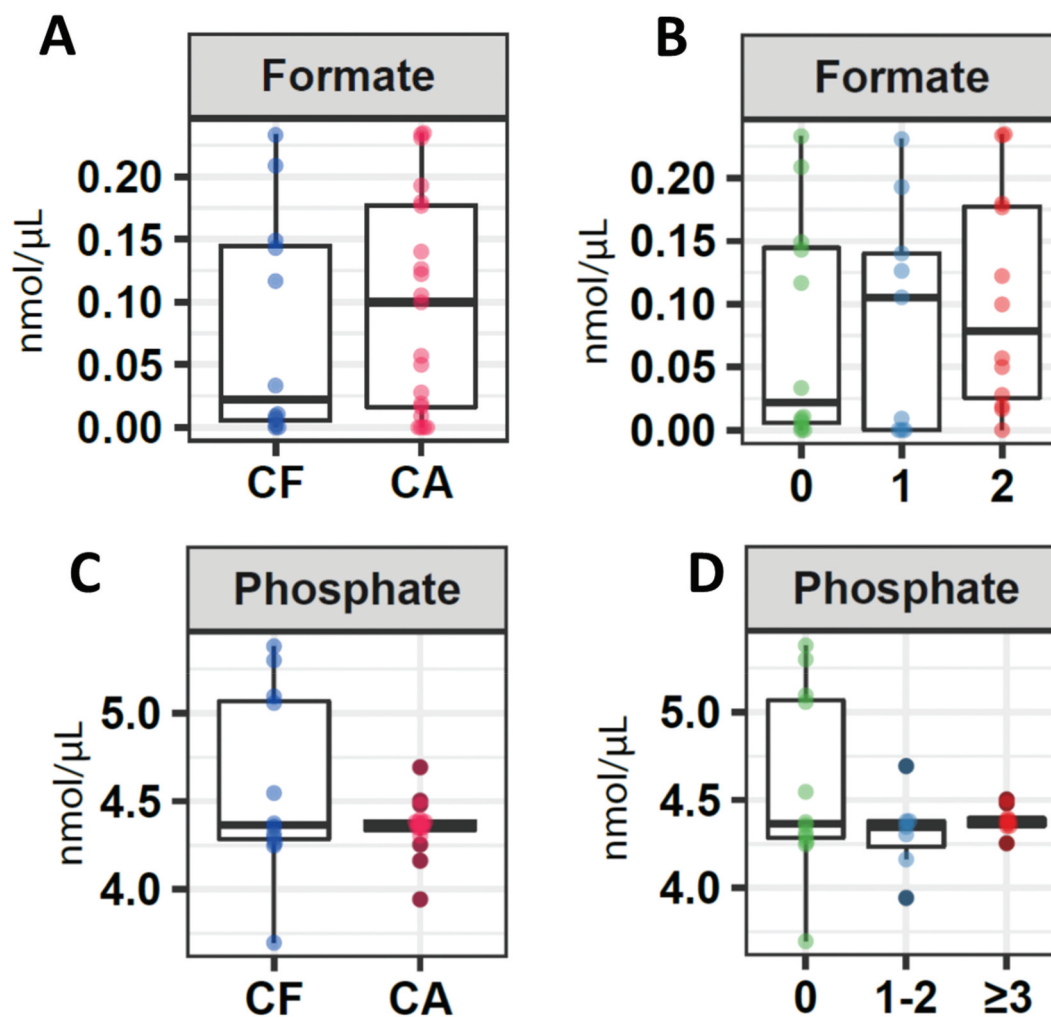 A
Formate
nmol/µL
0.20
0.15
0.10
0.05
0.00
CF CA
B
Formate
nmol/µL
0.20
0.15
0.10
0.05
0.00
0 1 2
C
Phosphate
nmol/µL
5.0
4.5
4.0
CF CA
D
Phosphate
nmol/µL
5.0
4.5
4.0
0 1-2 ≥3